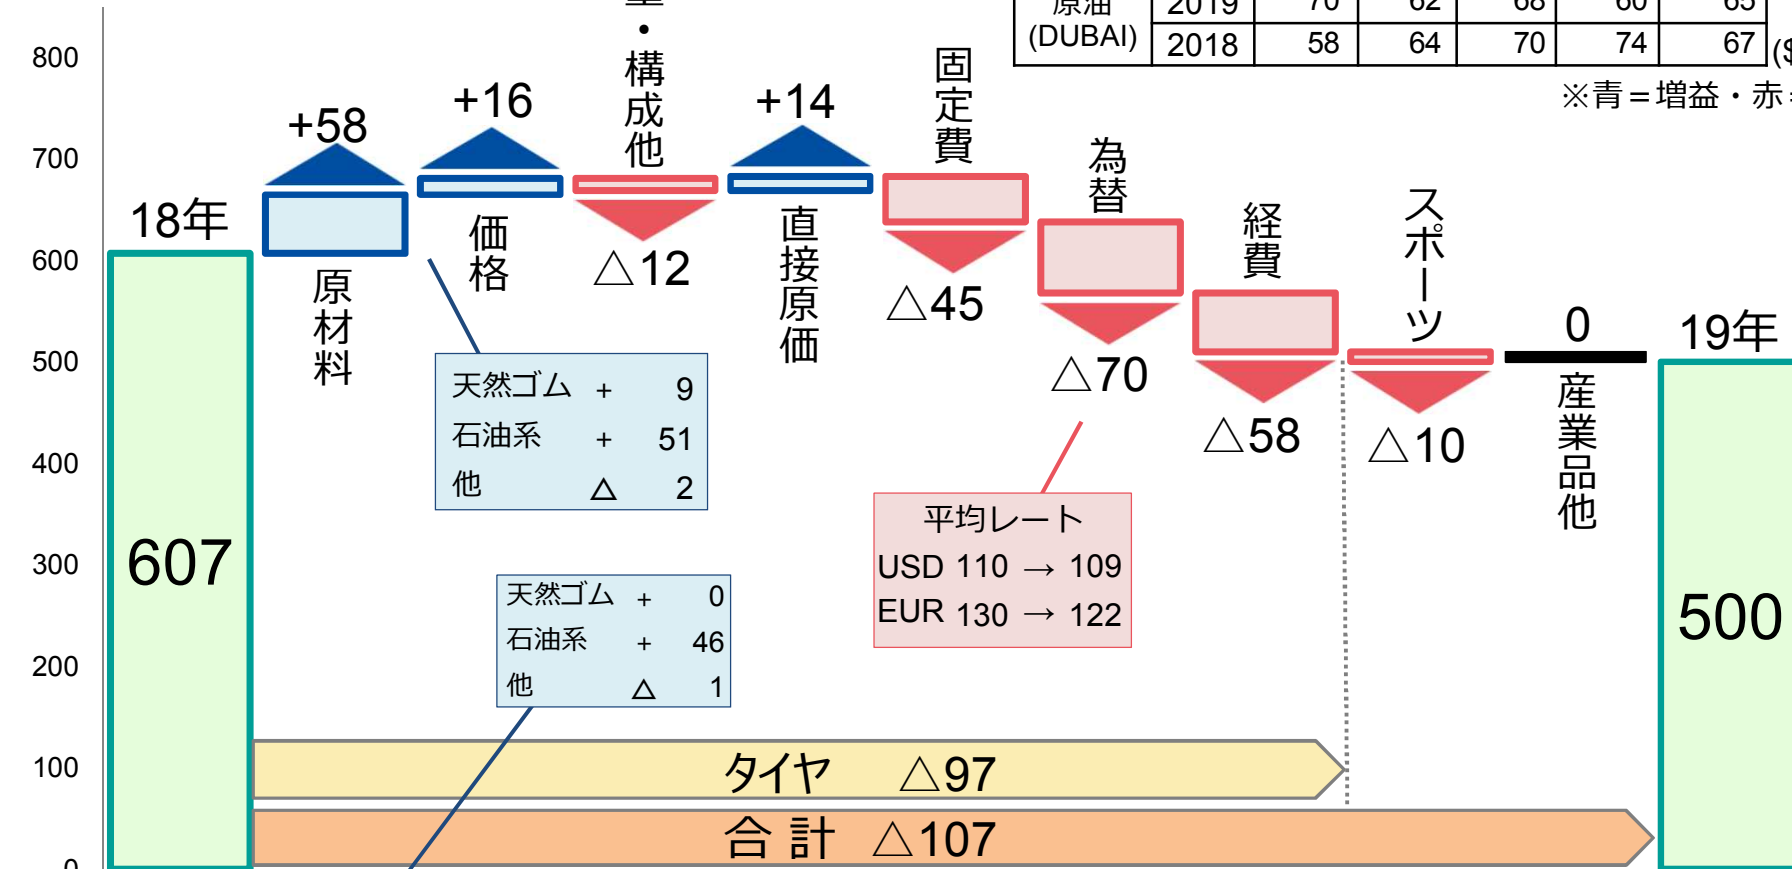 原油
(DUBAI)
2019 70 62 68 60 65
2018 58 64 70 74 67
($
※青=増益・赤=
800
700
600
500
400
300
200
100
0
18年
607
+58
原材料
+16
価格
・構成他
△12
+14
直接原価
固定費
△45
為替
△70
経費
△58
スポーツ
△10
0
産業品他
19年
500
天然ゴム + 9
石油系 + 51
他 △ 2
平均レート
USD 110 → 109
EUR 130 → 122
天然ゴム + 0
石油系 + 46
他 △ 1
タイヤ △97
合計 △107